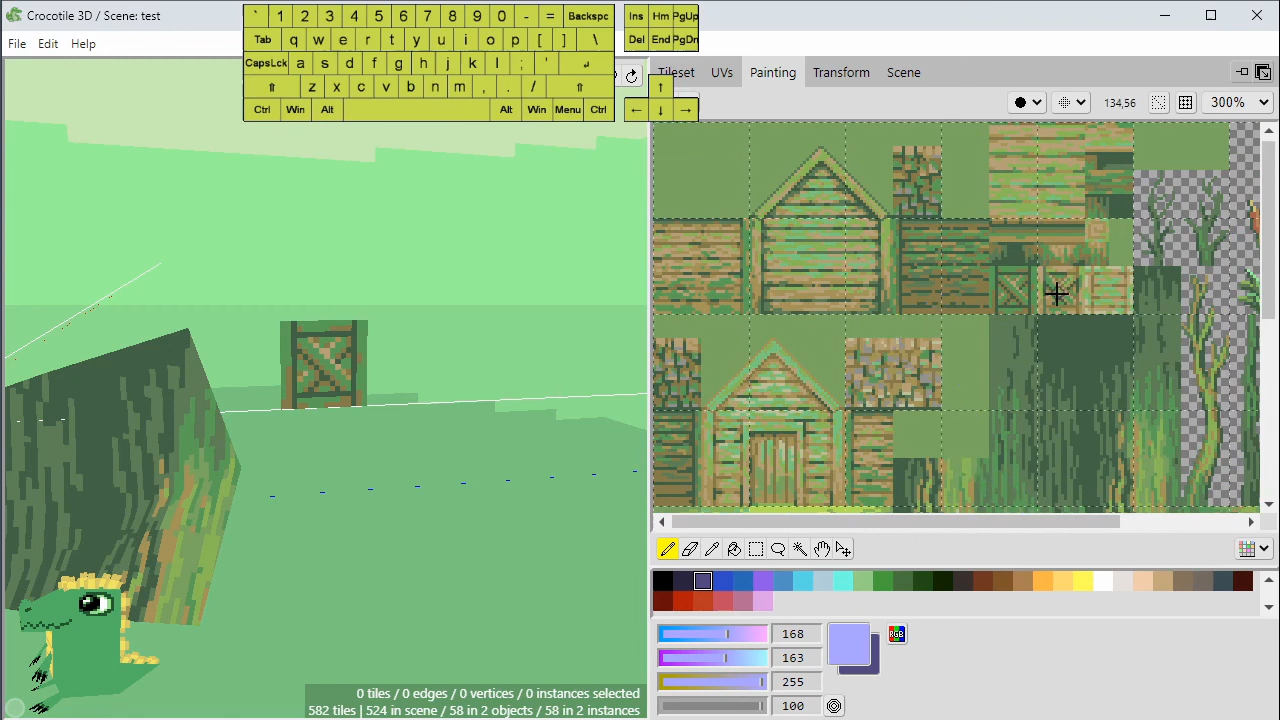 Crocotile 3D / Scene: test
File Edit Help
` 1 2 3 4 5 6 7 8 9 0 - = Backspc
Tab q w e r t y u i o p [ ] \
CapsLck a s d f g h j k l ; ' ↲
⇧ z x c v b n m , . / ⇧
Ctrl Win Alt Alt Win Menu Ctrl
Ins Hm PgUp
Del End PgDn
↑
← ↓ →
Tileset UVs Painting Transform Scene
134,56 300%
168
163
255
100
RGB
0 tiles / 0 edges / 0 vertices / 0 instances selected
582 tiles | 524 in scene / 58 in 2 objects / 58 in 2 instances